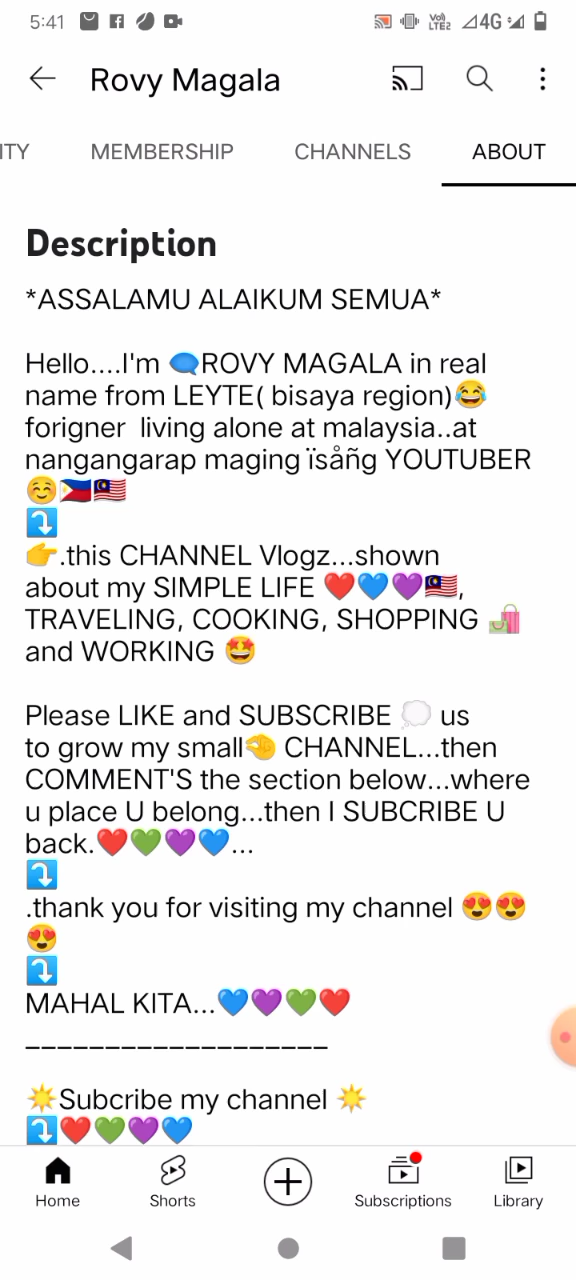 5:41
Vo) LTE2 4G
Rovy Magala
ITY MEMBERSHIP CHANNELS ABOUT
Description
*ASSALAMU ALAIKUM SEMUA*
Hello....I'm 🗨️ROVY MAGALA in real
name from LEYTE( bisaya region)😂
forigner living alone at malaysia..at
nangangarap maging ïsåñg YOUTUBER
☺️🇵🇭🇲🇾
⤵️
👉.this CHANNEL Vlogz...shown
about my SIMPLE LIFE ❤️💙💜🇲🇾,
TRAVELING, COOKING, SHOPPING 🛍️
and WORKING 🤩
Please LIKE and SUBSCRIBE 💭 us
to grow my small🤏 CHANNEL...then
COMMENT'S the section below...where
u place U belong...then I SUBCRIBE U
back.❤️💚💜💙...
⤵️
.thank you for visiting my channel 😍😍
😍
⤵️
MAHAL KITA...💙💜💚❤️
–––––––––––––––––––
☀️Subcribe my channel ☀️
⤵️❤️💚💜💙
Home Shorts Subscriptions Library